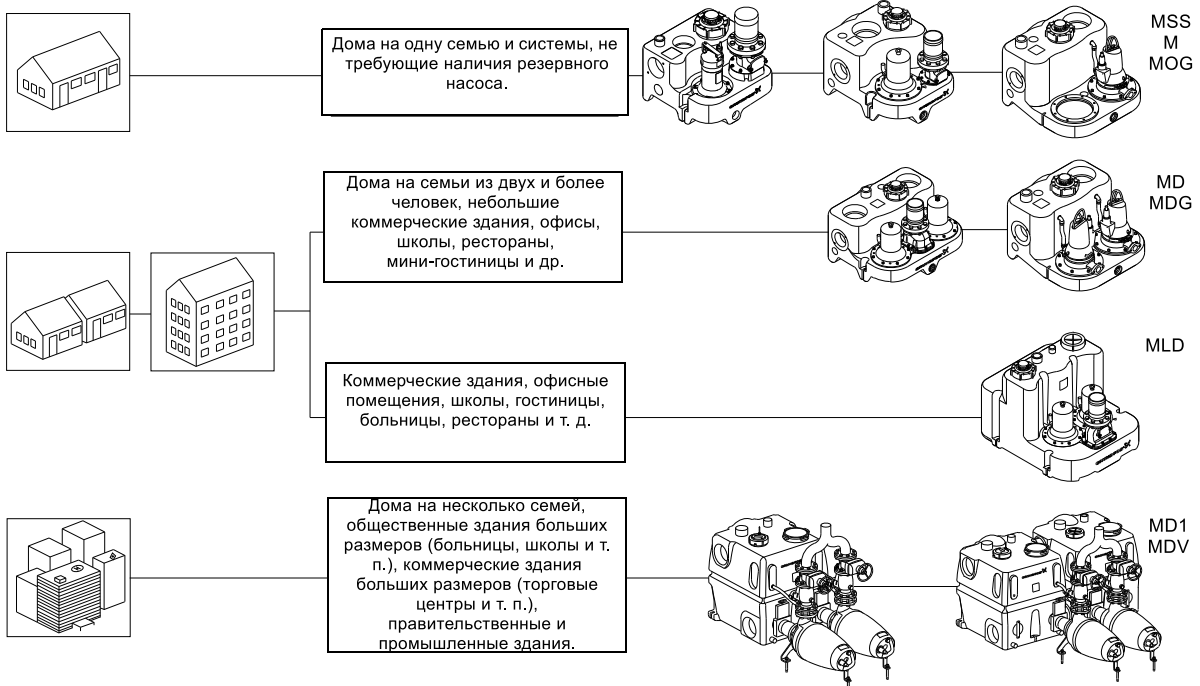 Дома на одну семью и системы, не
требующие наличия резервного
насоса.
MSS
M
MOG
Дома на семьи из двух и более
человек, небольшие
коммерческие здания, офисы,
школы, рестораны,
мини-гостиницы и др.
MD
MDG
Коммерческие здания, офисные
помещения, школы, гостиницы,
больницы, рестораны и т. д.
MLD
Дома на несколько семей,
общественные здания больших
размеров (больницы, школы и т.
п.), коммерческие здания
больших размеров (торговые
центры и т. п.),
правительственные и
промышленные здания.
MD1
MDV